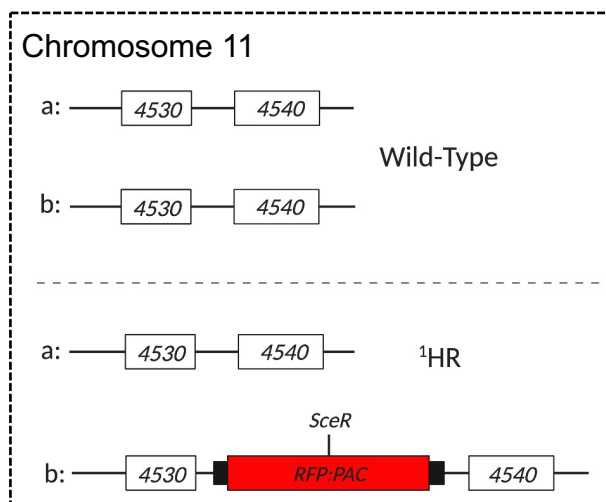 Chromosome 11
a: 4530 4540
Wild-Type
b: 4530 4540
a: 4530 4540 ¹HR
SceR
b: 4530 RFP:PAC 4540